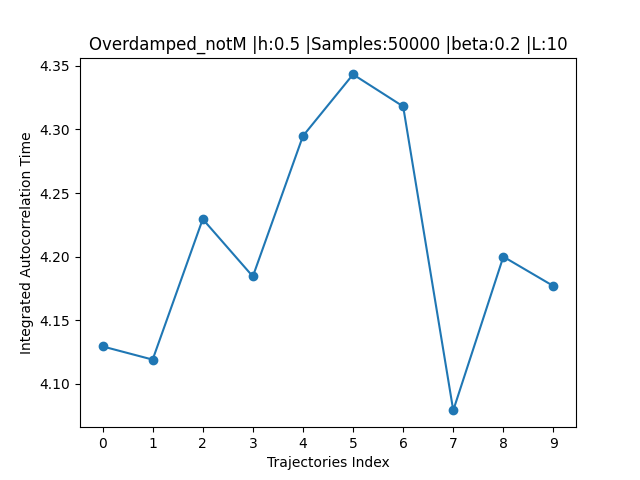 Overdamped_notM |h:0.5 |Samples:50000 |beta:0.2 |L:10
Integrated Autocorrelation Time
4.35
4.30
4.25
4.20
4.15
4.10
0 1 2 3 4 5 6 7 8 9
Trajectories Index